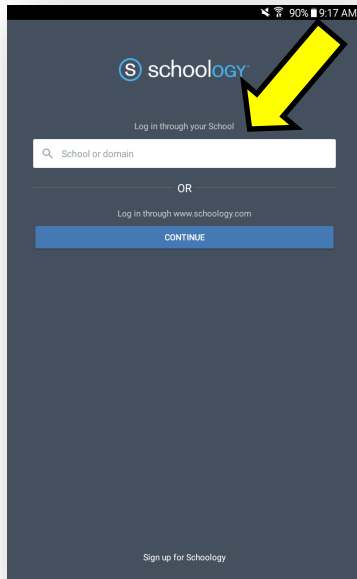 90% 9:17 AM
S schoology
Log in through your School
School or domain
OR
Log in through www.schoology.com
CONTINUE
Sign up for Schoology